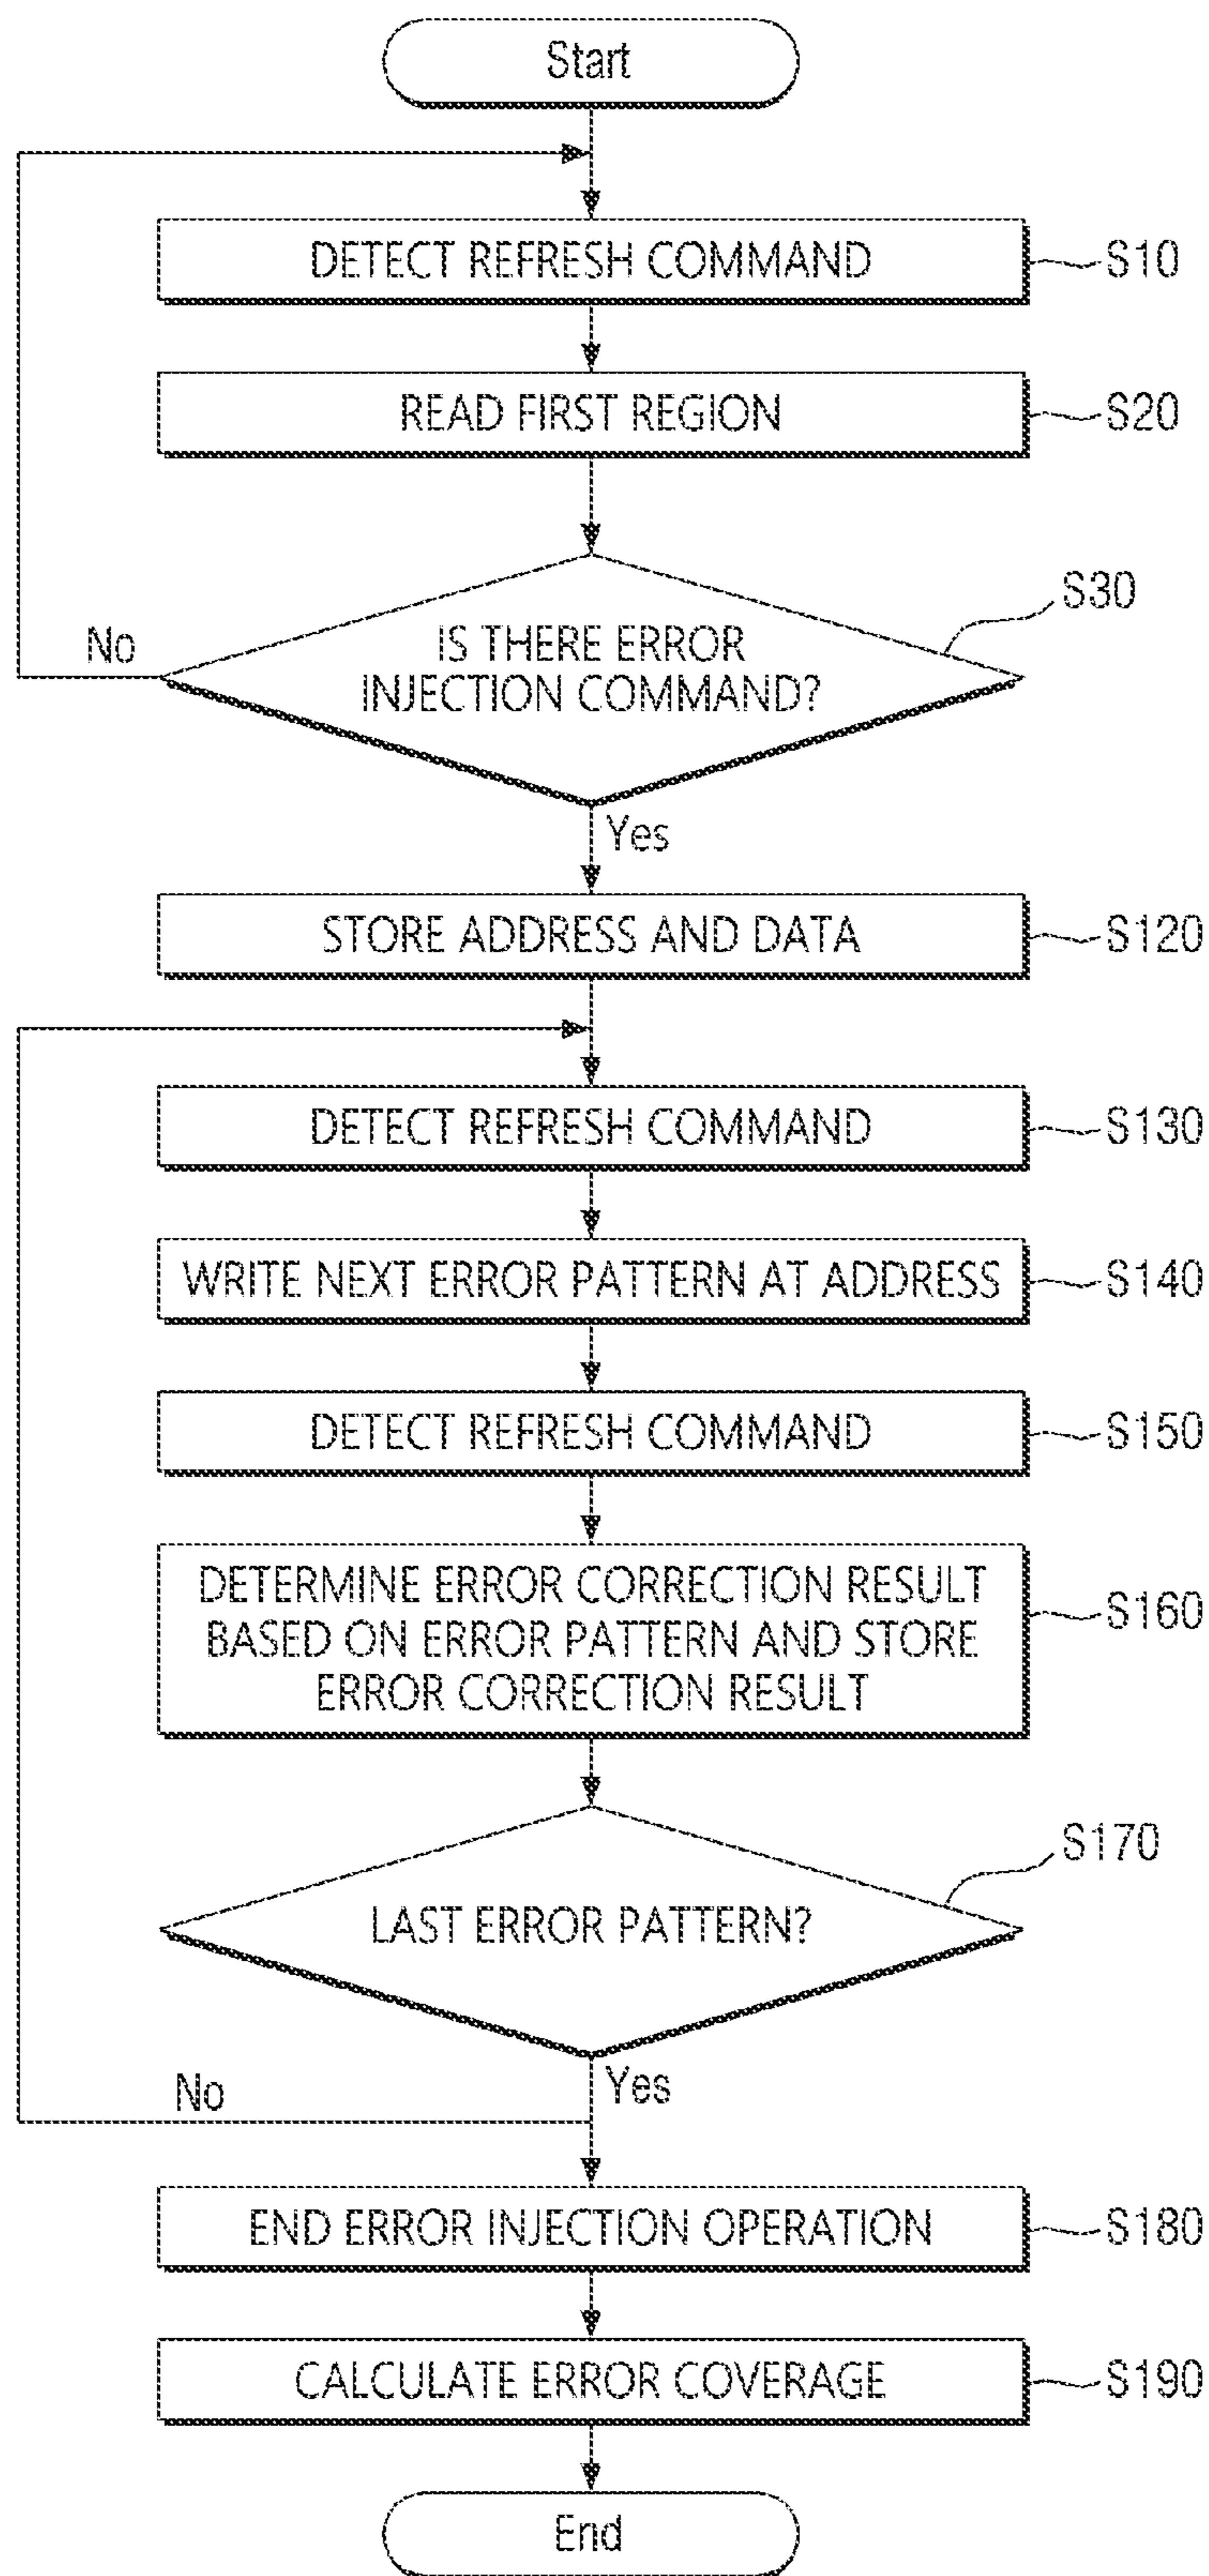 Start
DETECT REFRESH COMMAND
S10
READ FIRST REGION
S20
S30
IS THERE ERROR
INJECTION COMMAND?
No
Yes
STORE ADDRESS AND DATA
S120
DETECT REFRESH COMMAND
S130
WRITE NEXT ERROR PATTERN AT ADDRESS
S140
DETECT REFRESH COMMAND
S150
DETERMINE ERROR CORRECTION RESULT
BASED ON ERROR PATTERN AND STORE
ERROR CORRECTION RESULT
S160
S170
LAST ERROR PATTERN?
No
Yes
END ERROR INJECTION OPERATION
S180
CALCULATE ERROR COVERAGE
S190
End